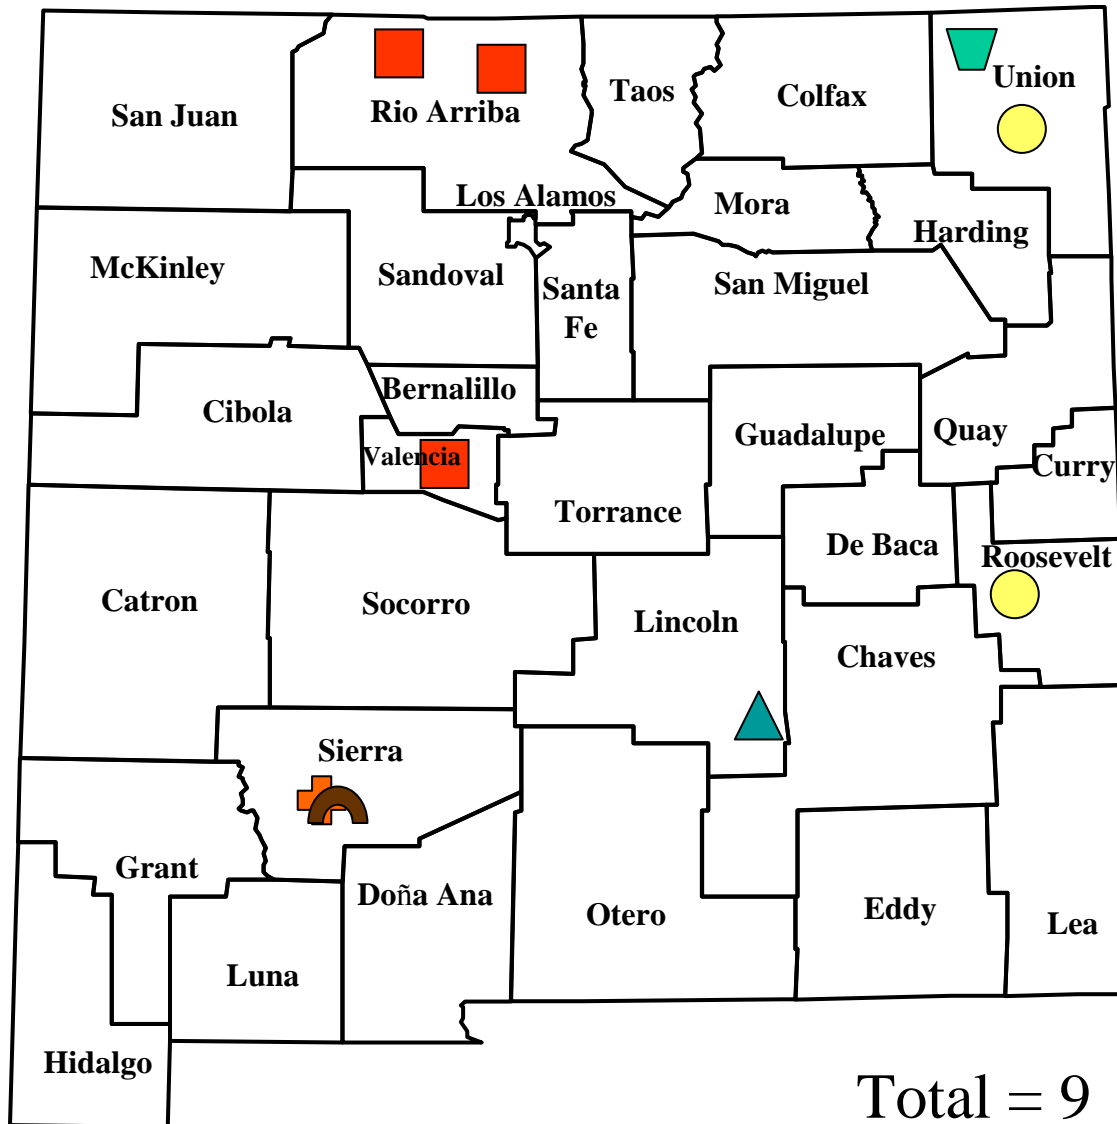 San Juan
Rio Arriba
Taos
Colfax
Union
Los Alamos
Mora
Harding
McKinley
Sandoval
Santa
Fe
San Miguel
Bernalillo
Cibola
Valencia
Guadalupe
Quay
Curry
Torrance
De Baca
Roosevelt
Catron
Socorro
Lincoln
Chaves
Sierra
Grant
Doña Ana
Otero
Eddy
Lea
Luna
Hidalgo
Total = 9